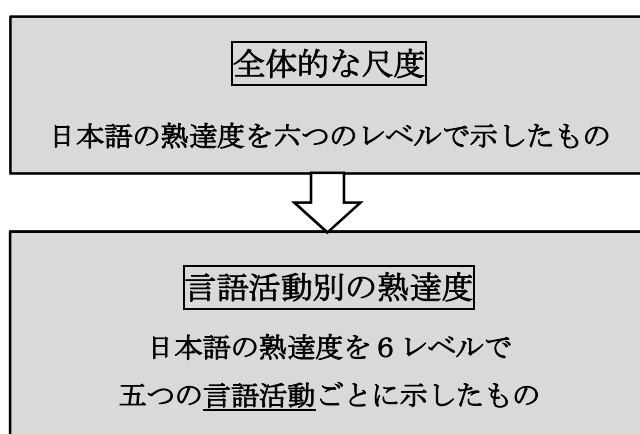 全体的な尺度
日本語の熟達度を六つのレベルで示したもの
言語活動別の熟達度
日本語の熟達度を6レベルで
五つの言語活動ごとに示したもの